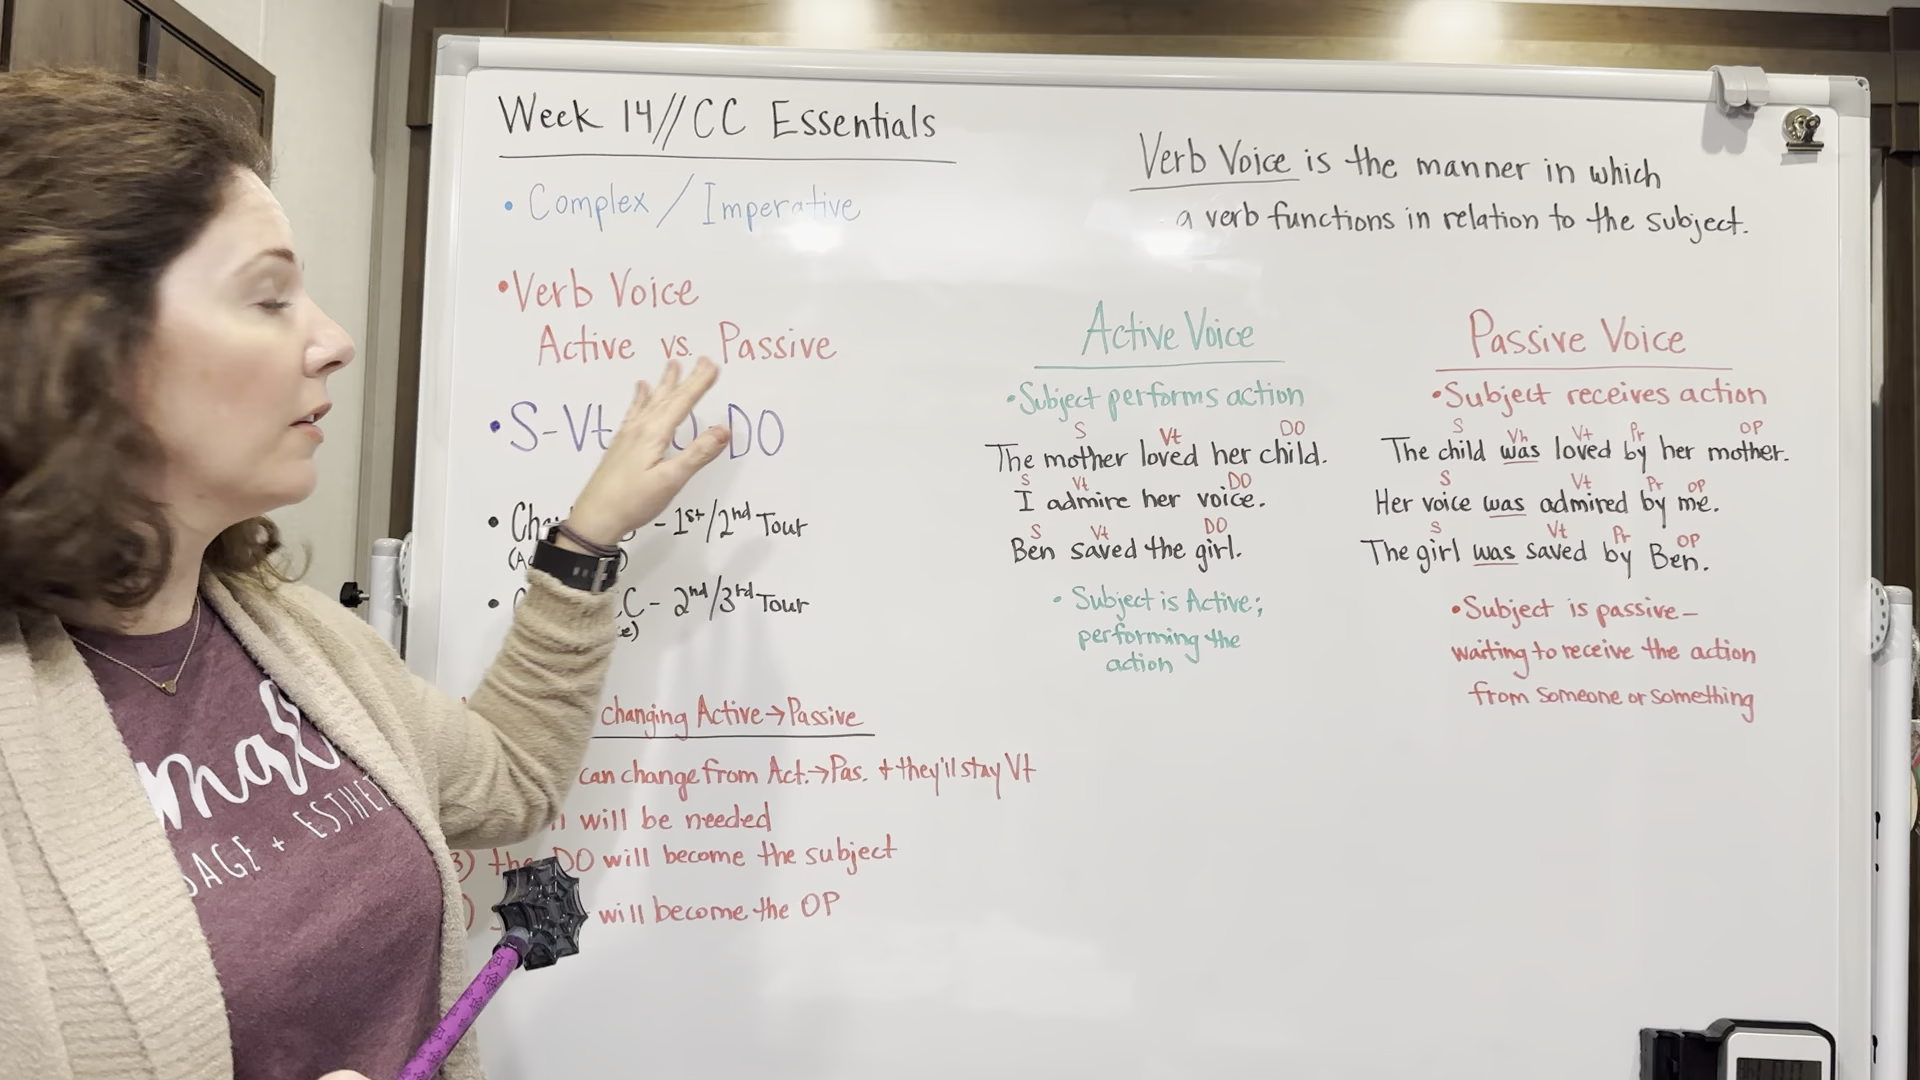 Week 14//CC Essentials
• Complex / Imperative
• Verb Voice
Active vs. Passive
• S-Vt DO
• - 1st/2nd Tour
• - 2nd/3rd Tour
changing Active→Passive
can change from Act.→Pas. + they'll stay Vt
will be needed
3) the DO will become the subject
will become the OP
Verb Voice is the manner in which
a verb functions in relation to the subject.
Active Voice
• Subject performs action
S Vt DO
The mother loved her child.
S Vt DO
I admire her voice.
S Vt DO
Ben saved the girl.
• Subject is Active;
performing the
action
Passive Voice
• Subject receives action
S Vh Vt Pr OP
The child was loved by her mother.
S Vt Pr OP
Her voice was admired by me.
S Vt Pr OP
The girl was saved by Ben.
• Subject is passive—
waiting to receive the action
from someone or something